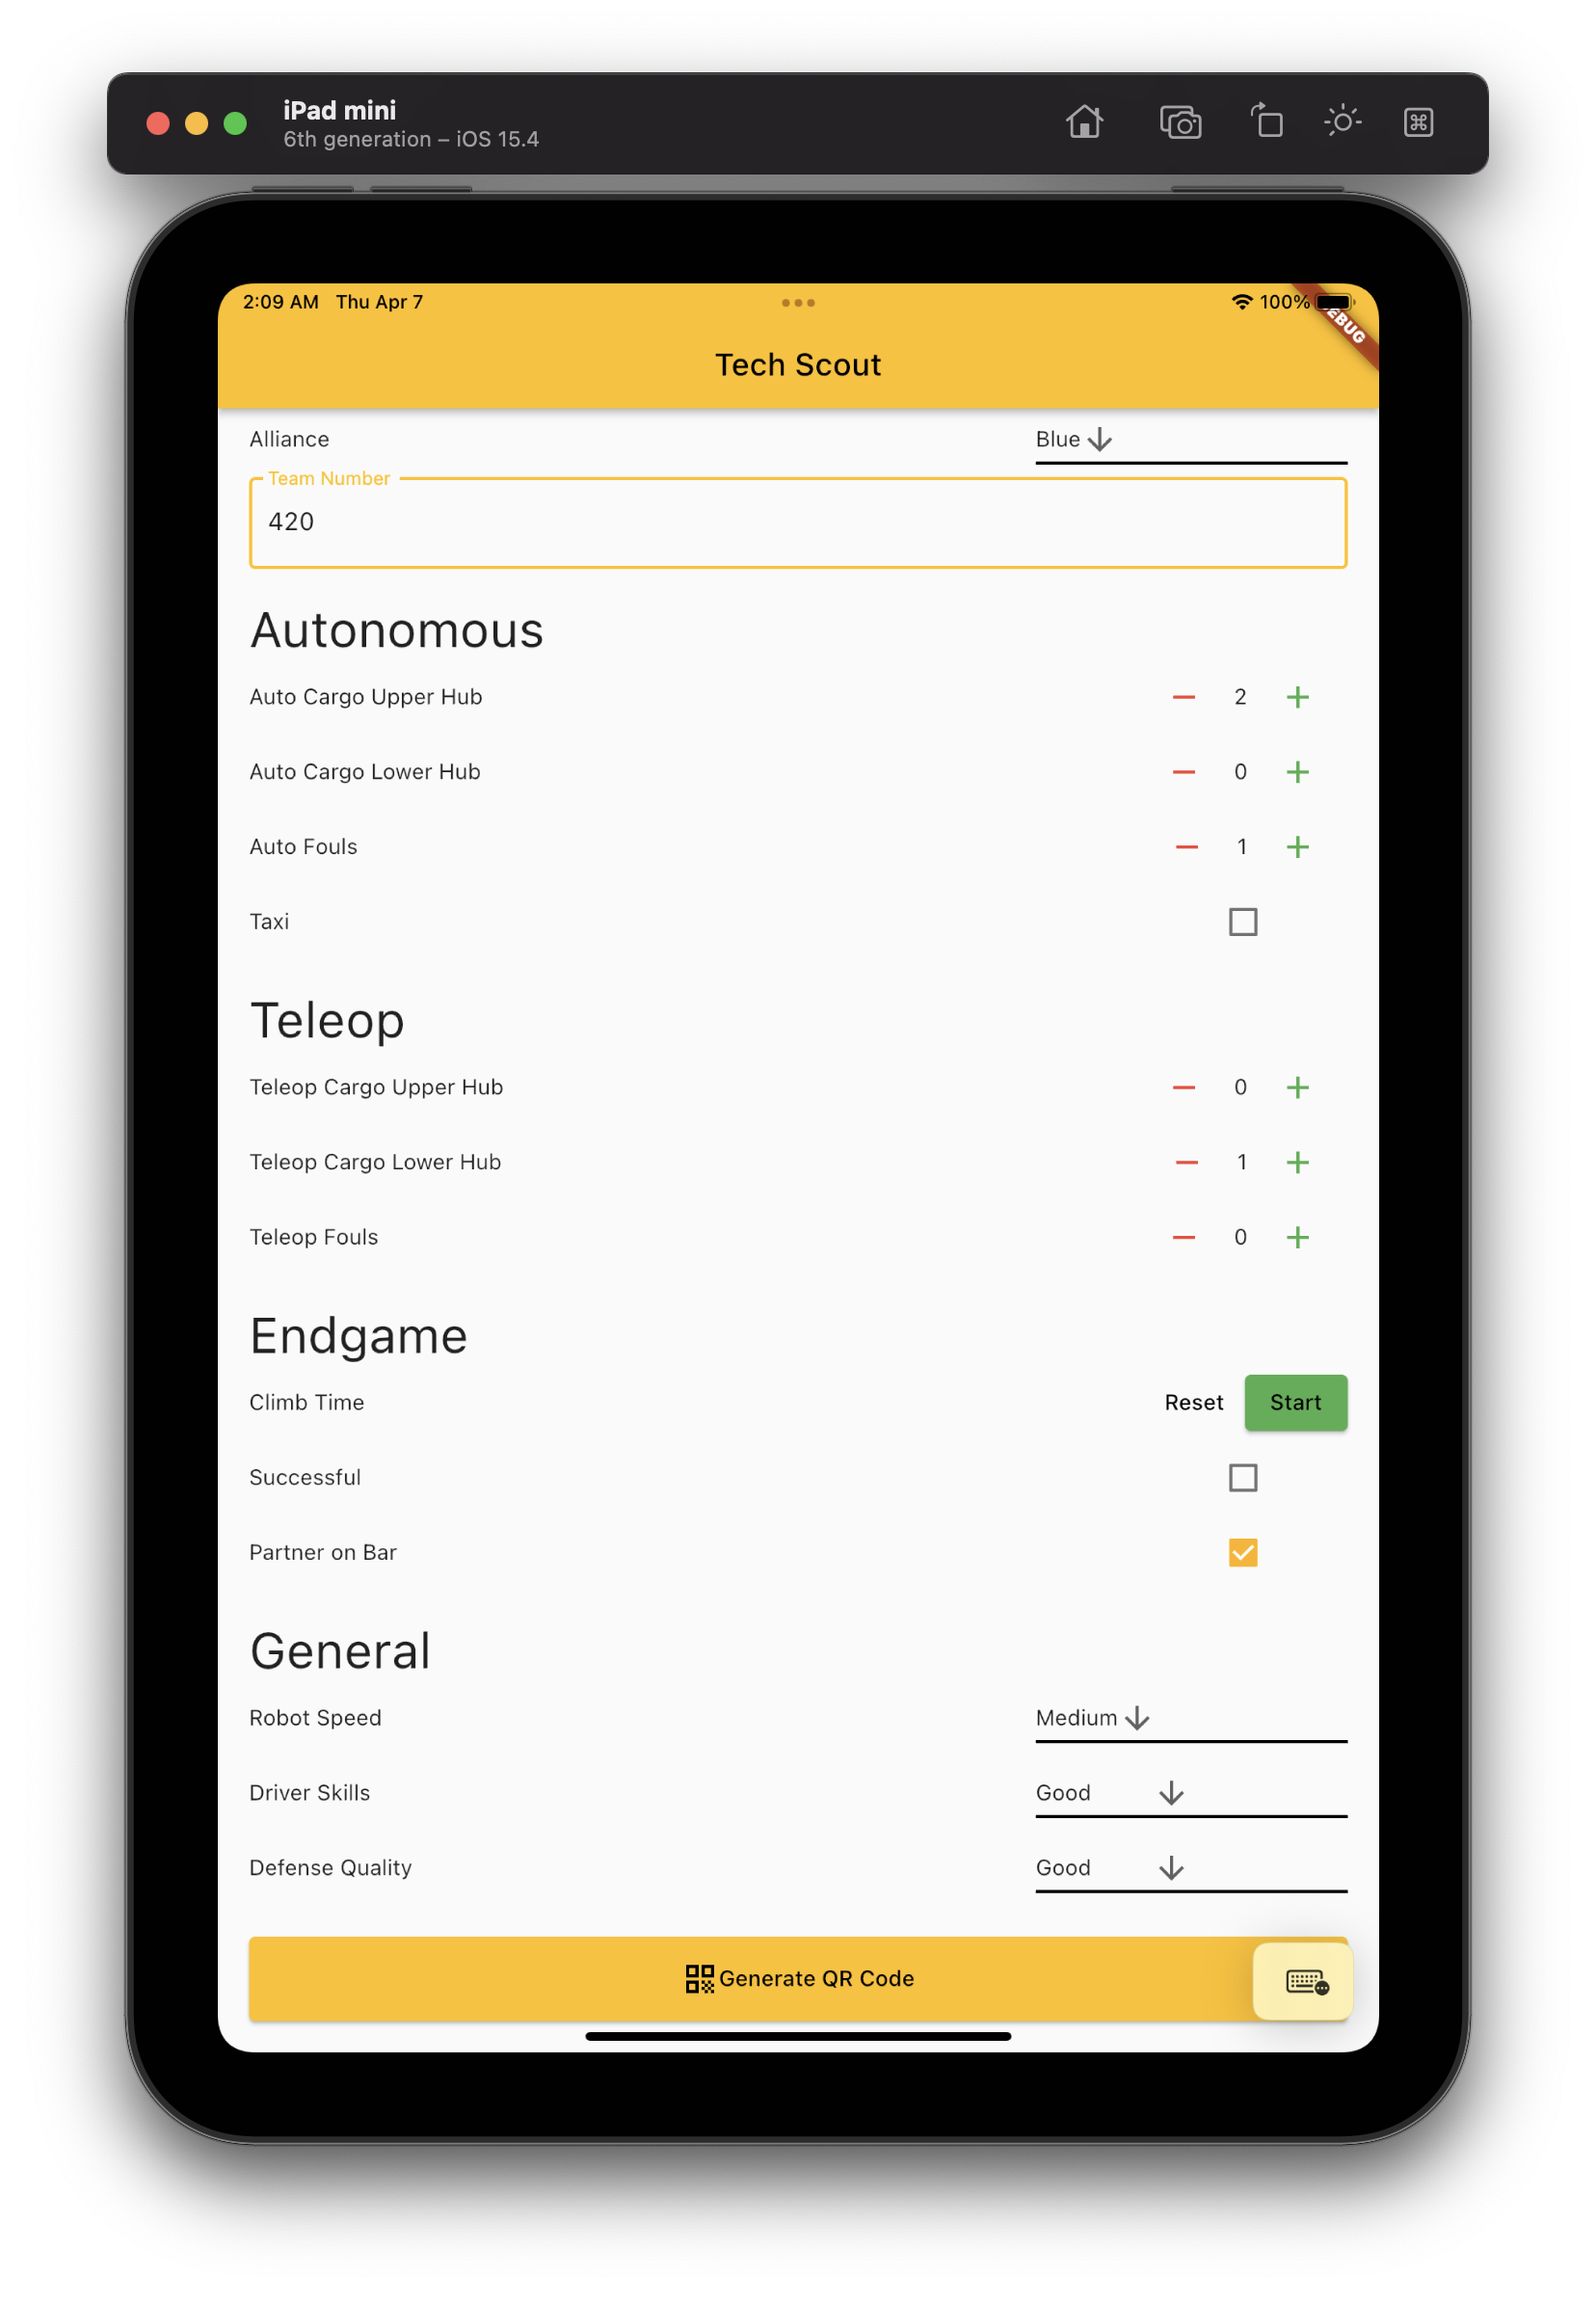 iPad mini
6th generation – iOS 15.4
2:09 AM Thu Apr 7
100%
EBUG
Tech Scout
Alliance
Blue
Team Number
420
Autonomous
Auto Cargo Upper Hub
2
Auto Cargo Lower Hub
0
Auto Fouls
1
Taxi
Teleop
Teleop Cargo Upper Hub
0
Teleop Cargo Lower Hub
1
Teleop Fouls
0
Endgame
Climb Time
Reset
Start
Successful
Partner on Bar
General
Robot Speed
Medium
Driver Skills
Good
Defense Quality
Good
Generate QR Code